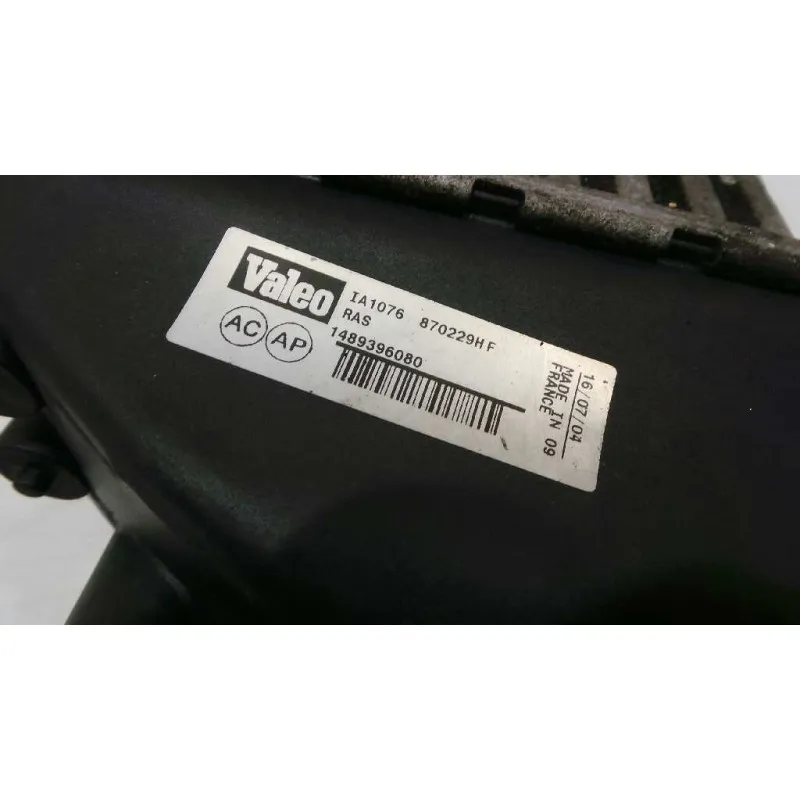 Valeo
IA1076 870229HF
RAS
AC AP
1489396080
16/07/04
MADE IN 09
FRANCE